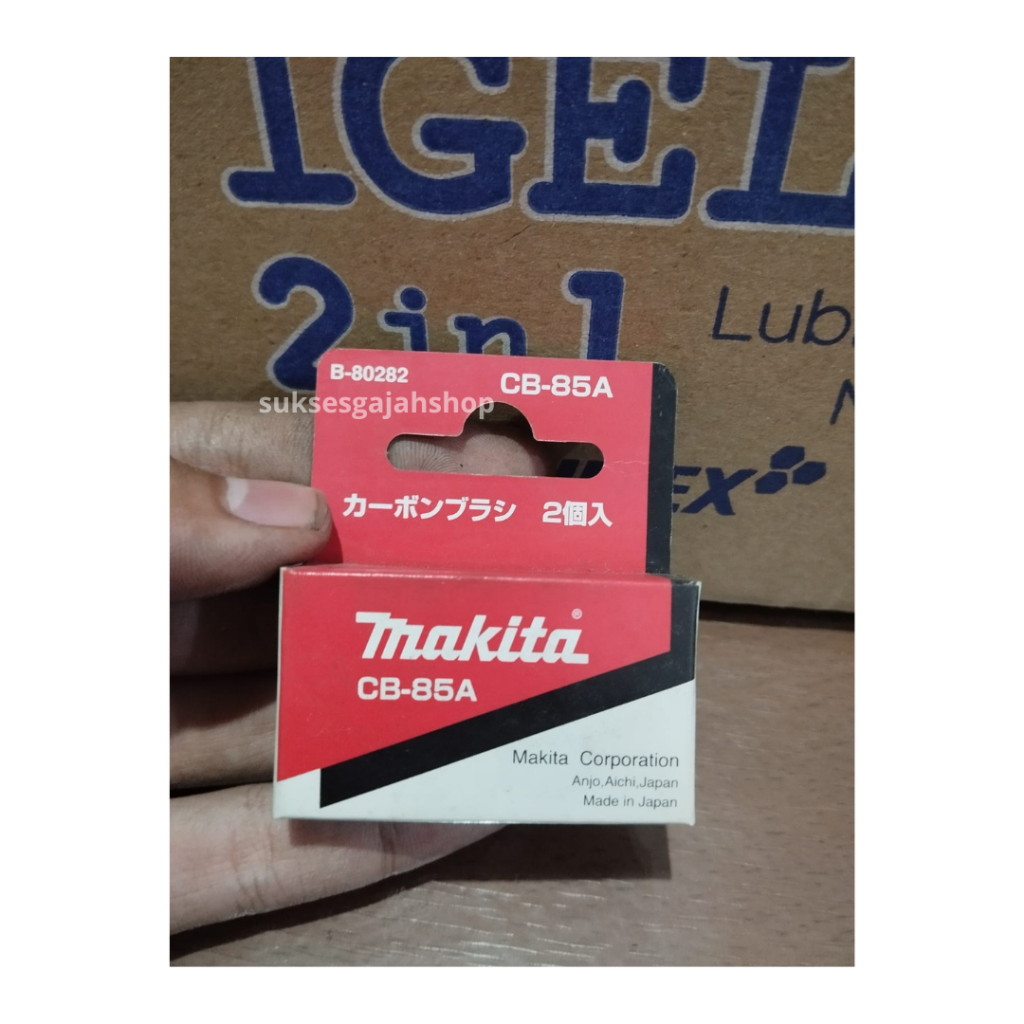 IGEL
2 in 1
Lub
B-80282
CB-85A
suksesgajahshop
EX
カーボンブラシ 2個入
makita®
CB-85A
Makita Corporation
Anjo,Aichi,Japan
Made in Japan